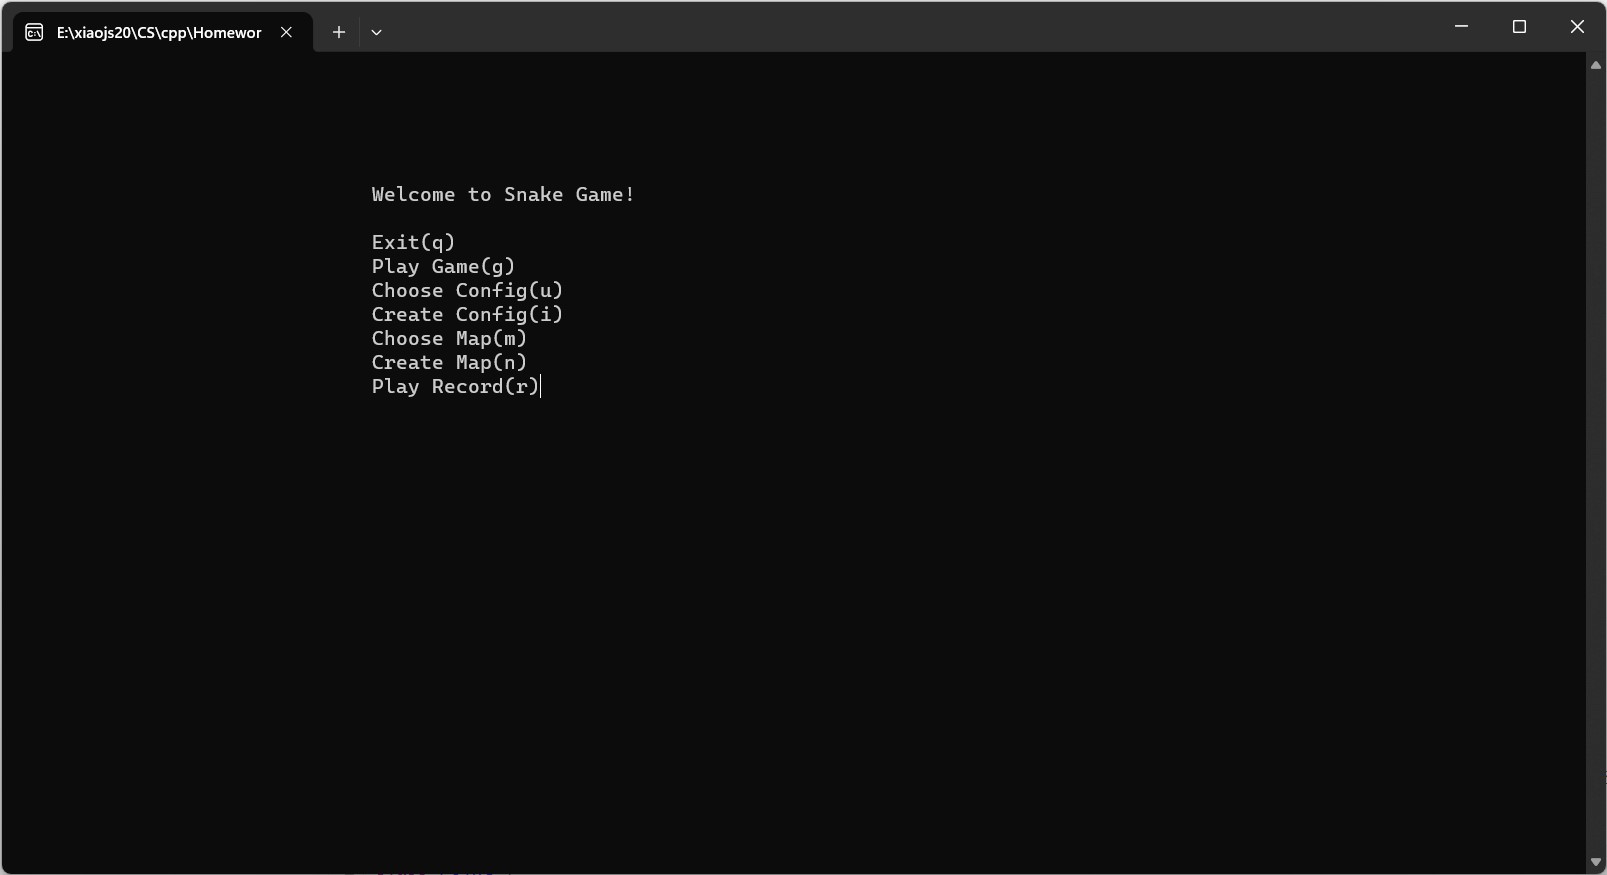 E:\xiaojs20\CS\cpp\Homewor
Welcome to Snake Game!
Exit(q)
Play Game(g)
Choose Config(u)
Create Config(i)
Choose Map(m)
Create Map(n)
Play Record(r)